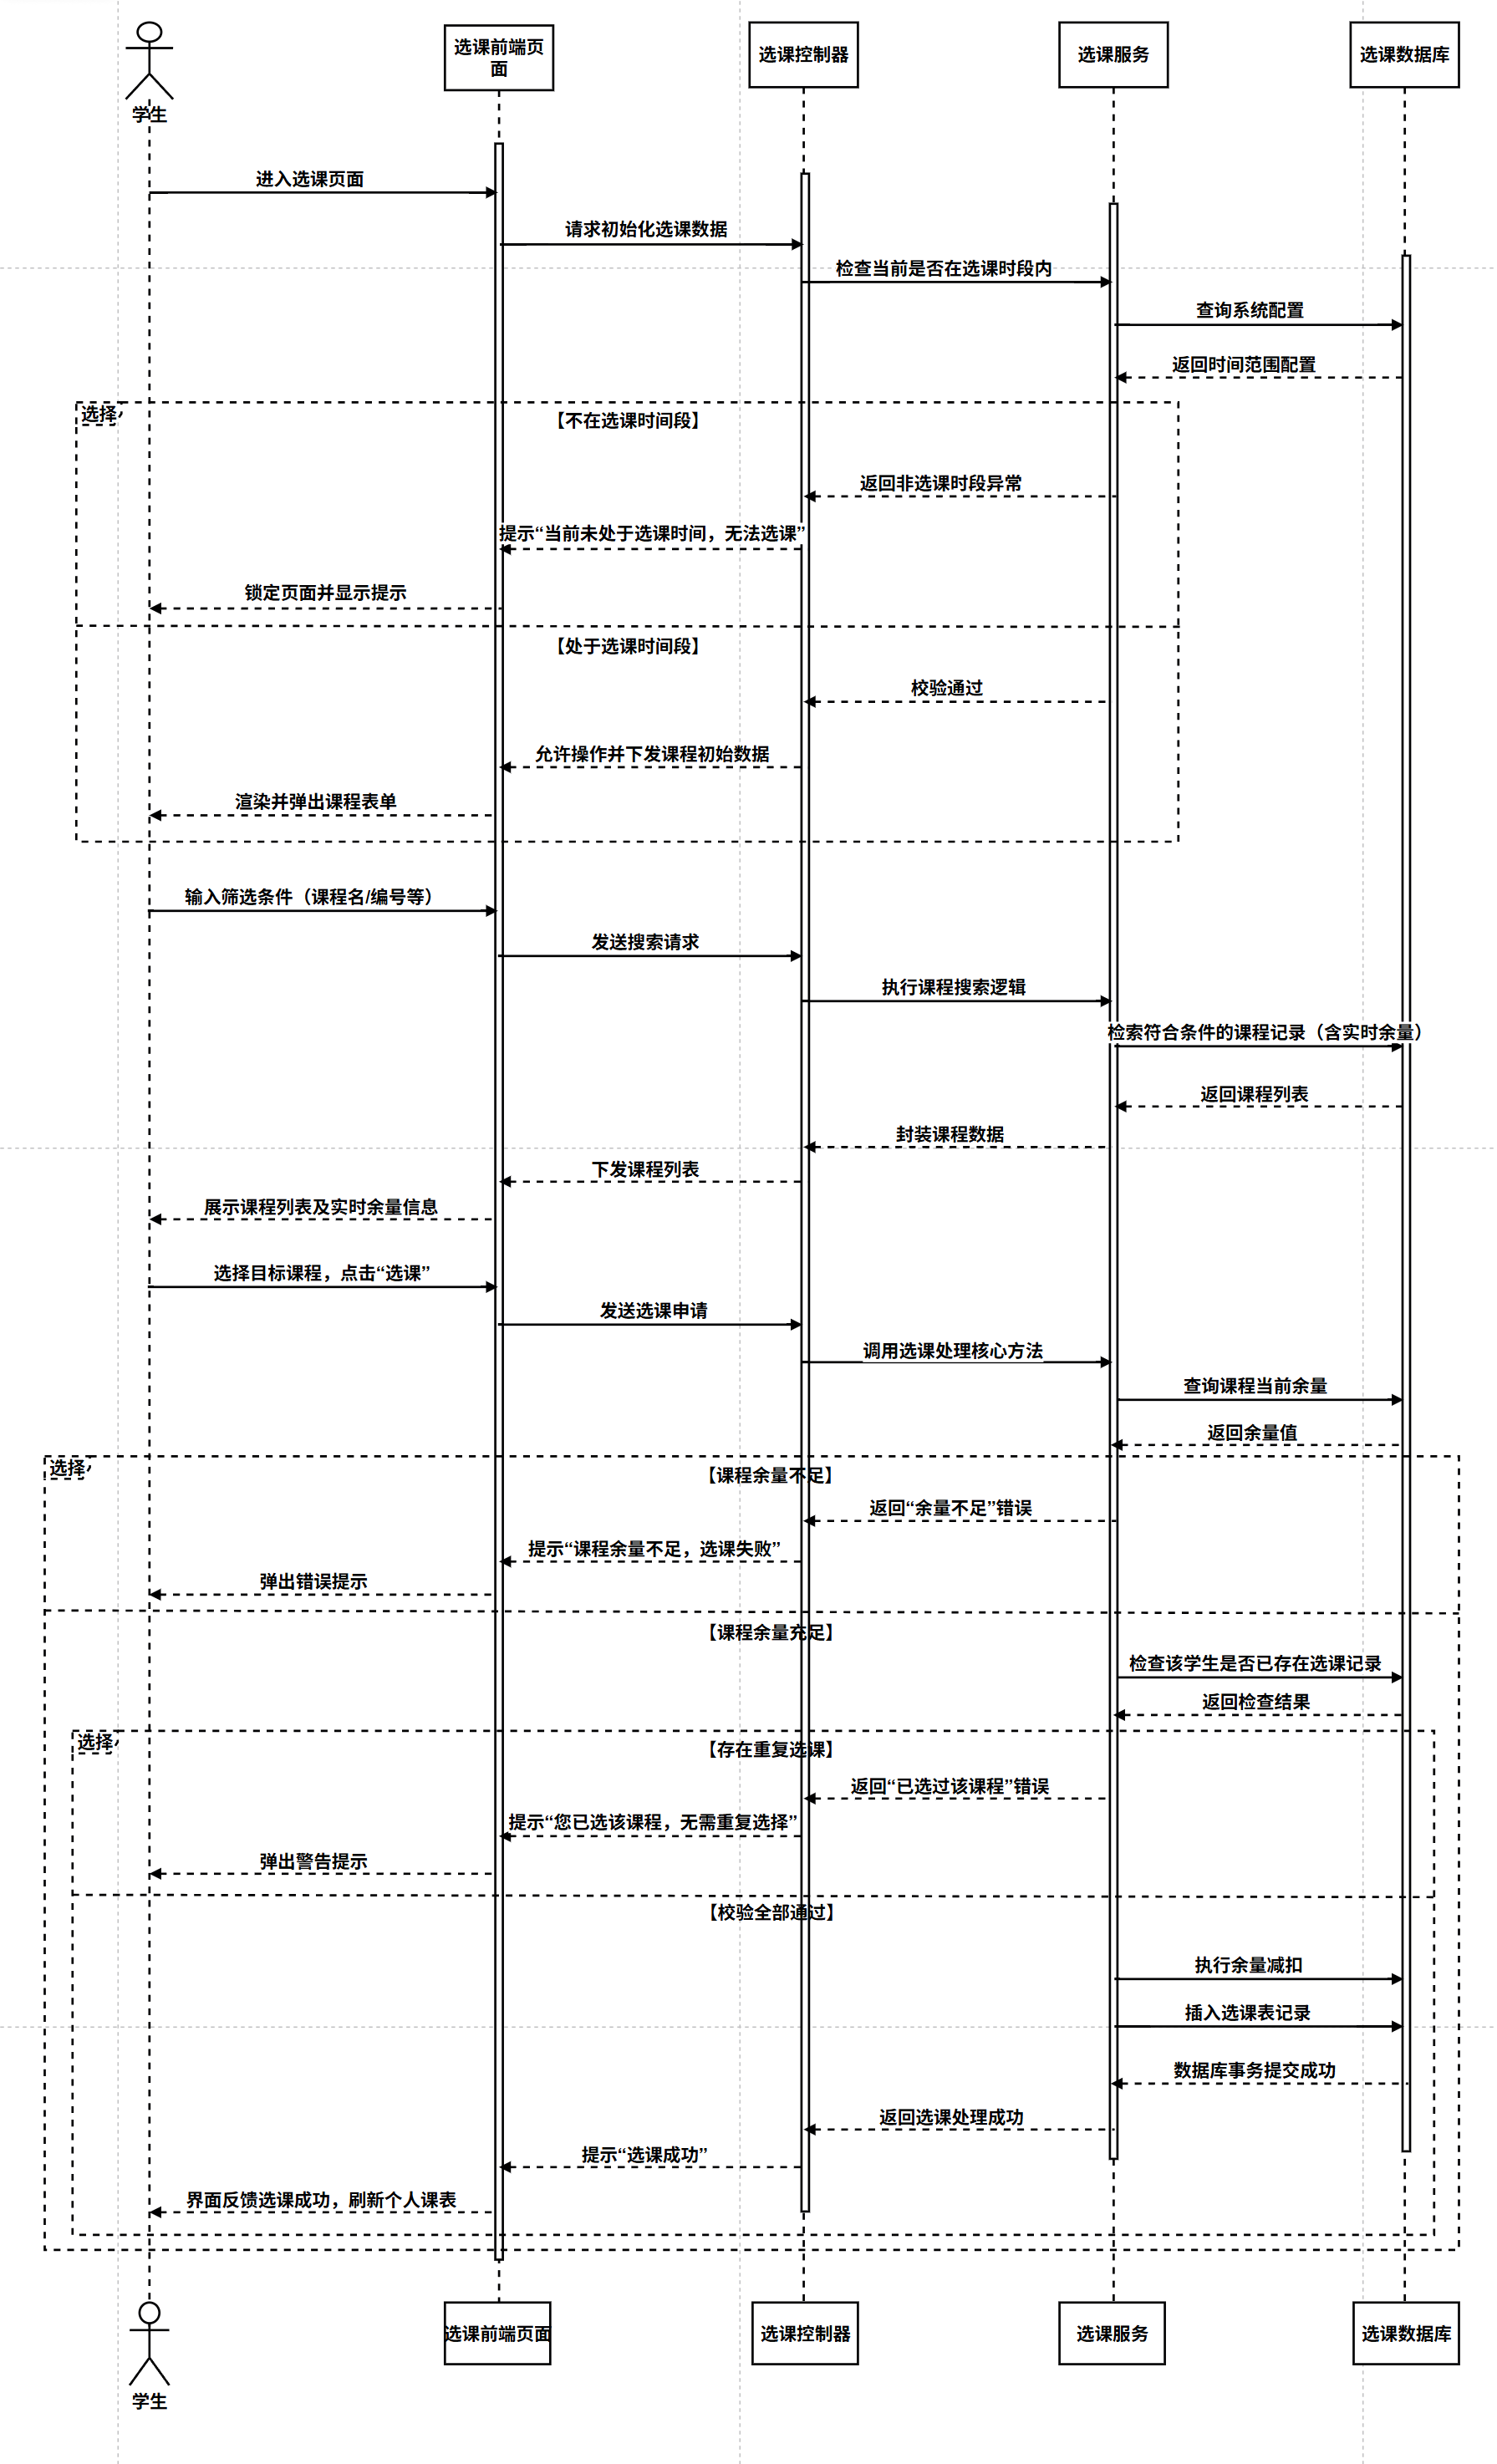 学生
选课前端页
面
选课控制器
选课服务
选课数据库
进入选课页面
请求初始化选课数据
检查当前是否在选课时段内
查询系统配置
返回时间范围配置
选择
【不在选课时间段】
返回非选课时段异常
提示“当前未处于选课时间，无法选课”
锁定页面并显示提示
【处于选课时间段】
校验通过
允许操作并下发课程初始数据
渲染并弹出课程表单
输入筛选条件（课程名/编号等）
发送搜索请求
执行课程搜索逻辑
检索符合条件的课程记录（含实时余量）
返回课程列表
封装课程数据
下发课程列表
展示课程列表及实时余量信息
选择目标课程，点击“选课”
发送选课申请
调用选课处理核心方法
查询课程当前余量
返回余量值
选择
【课程余量不足】
返回“余量不足”错误
提示“课程余量不足，选课失败”
弹出错误提示
【课程余量充足】
检查该学生是否已存在选课记录
返回检查结果
选择
【存在重复选课】
返回“已选过该课程”错误
提示“您已选该课程，无需重复选择”
弹出警告提示
【校验全部通过】
执行余量减扣
插入选课表记录
数据库事务提交成功
返回选课处理成功
提示“选课成功”
界面反馈选课成功，刷新个人课表
选课前端页面
选课控制器
选课服务
选课数据库
学生